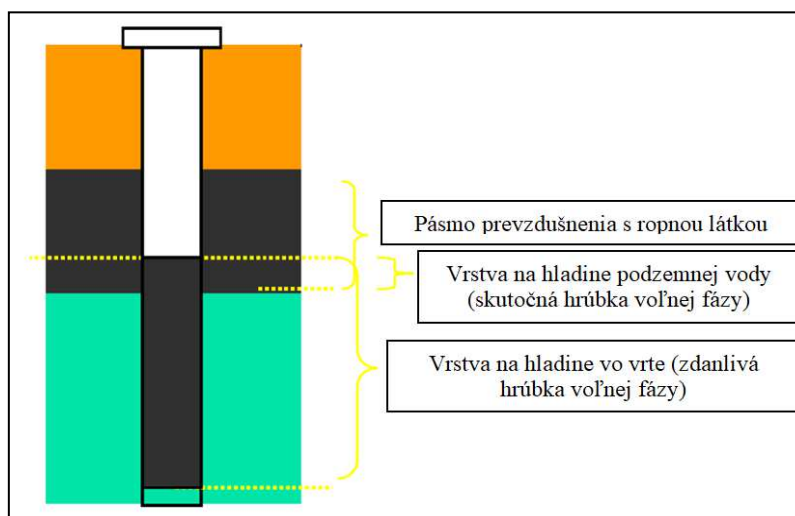 Pásmo prevzdušnenia s ropnou látkou
Vrstva na hladine podzemnej vody
(skutočná hrúbka voľnej fázy)
Vrstva na hladine vo vrte (zdanlivá
hrúbka voľnej fázy)